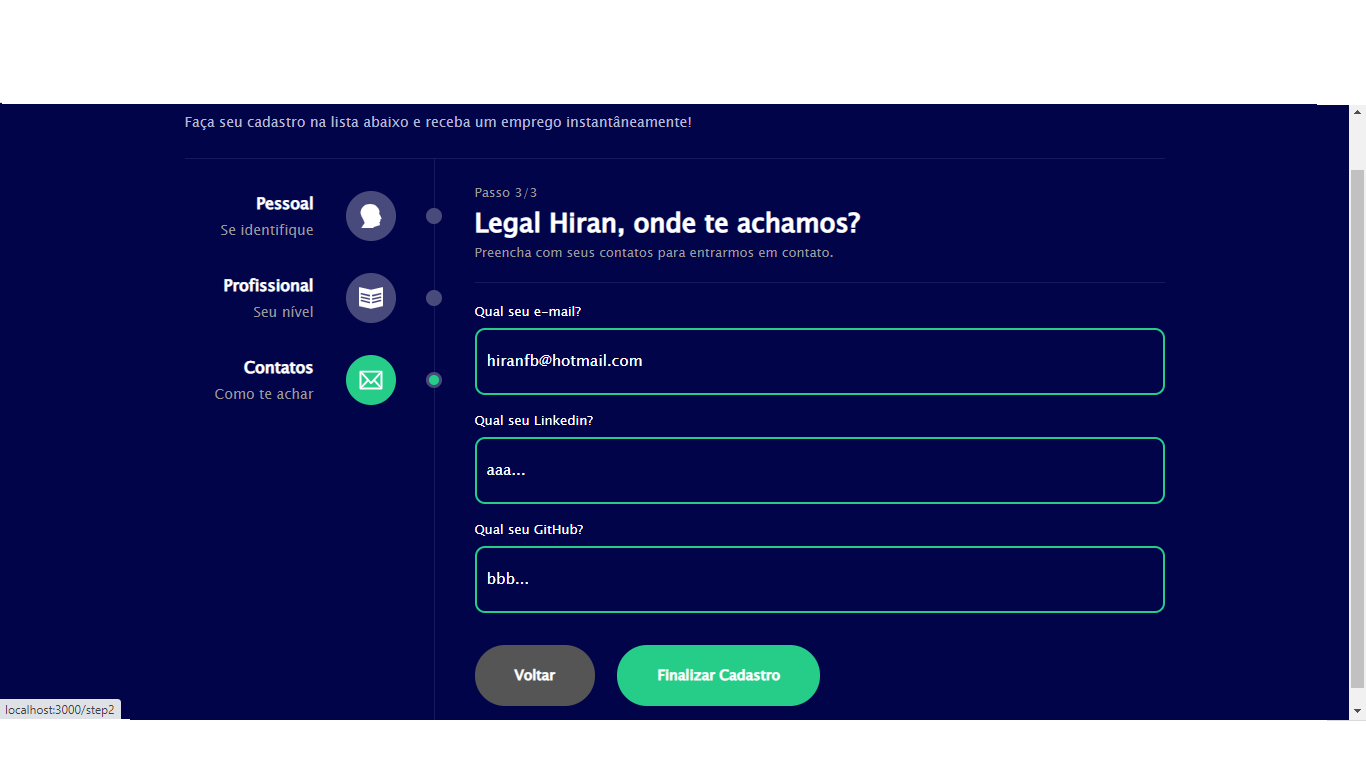 Faça seu cadastro na lista abaixo e receba um emprego instantâneamente!
Pessoal
Se identifique
Profissional
Seu nível
Contatos
Como te achar
Passo 3/3
Legal Hiran, onde te achamos?
Preencha com seus contatos para entrarmos em contato.
Qual seu e-mail?
hiranfb@hotmail.com
Qual seu Linkedin?
aaa...
Qual seu GitHub?
bbb...
Voltar
Finalizar Cadastro
localhost:3000/step2